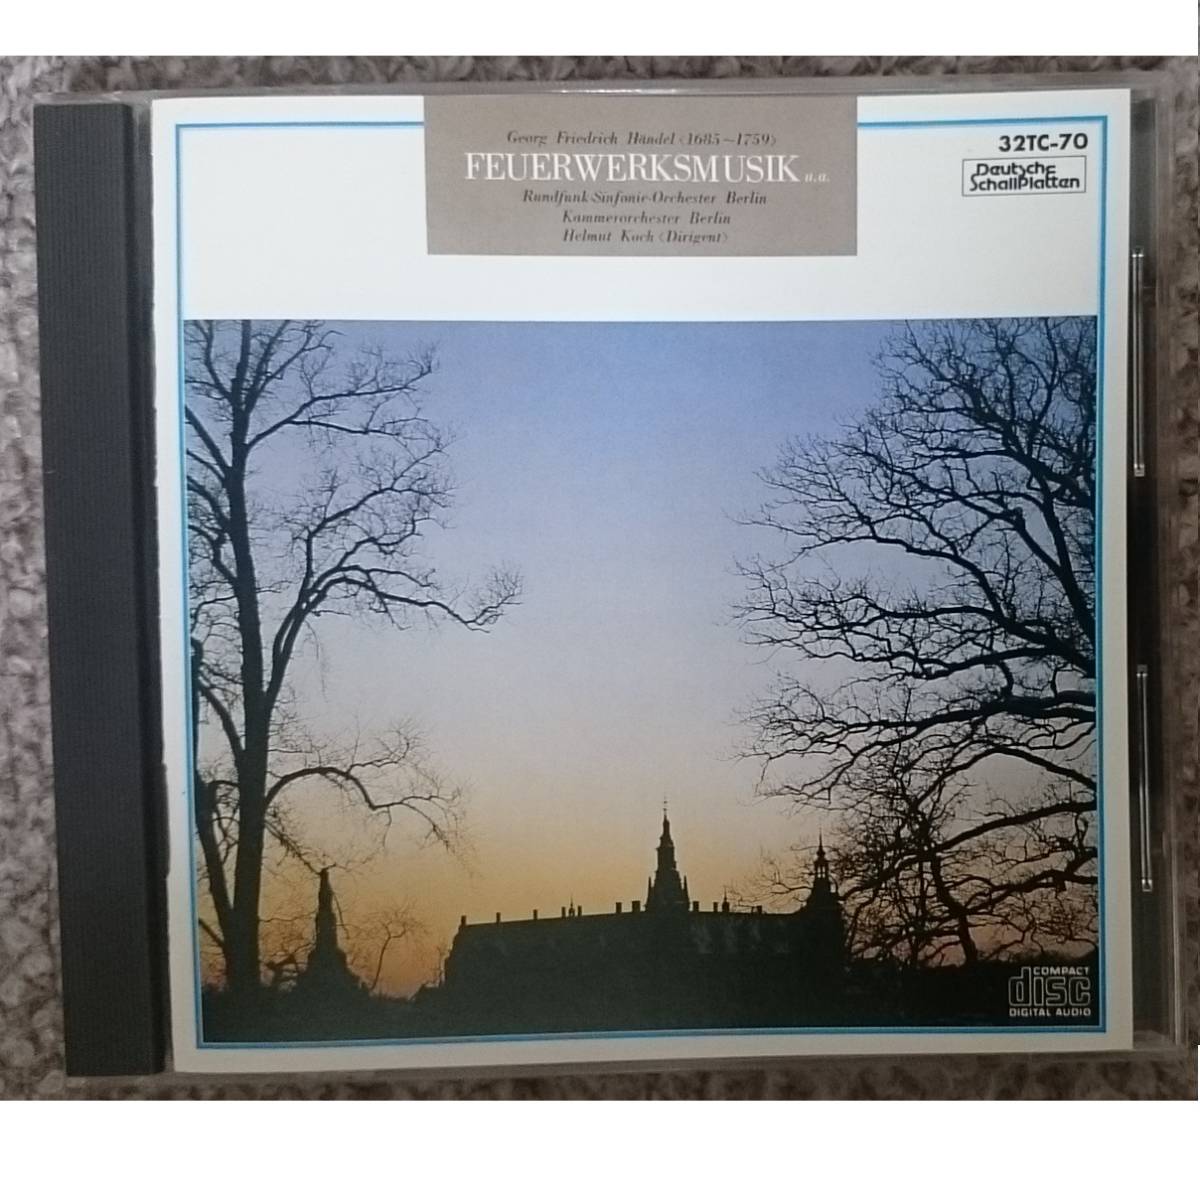 Georg Friedrich Händel (1685~1759)
FEUERWERKSMUSIK u.a.
Rundfunk-Sinfonie-Orchester Berlin
Kammerorchester Berlin
Helmut Koch (Dirigent)
32TC-70
Deutsche
SchallPlatten
COMPACT
disc
DIGITAL AUDIO